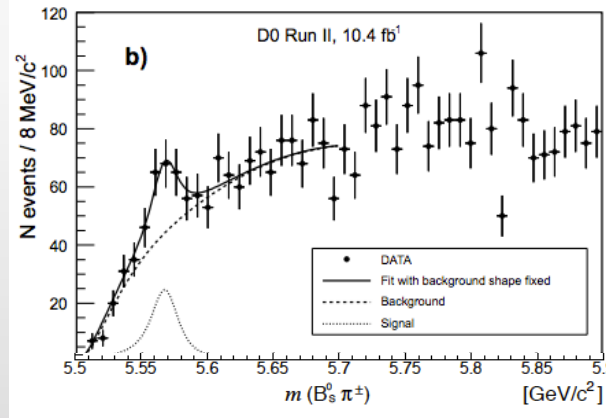 D0 Run II, 10.4 fb¹
b)
N events / 8 MeV/c²
120
100
80
60
40
20
DATA
Fit with background shape fixed
Background
Signal
5.5 5.55 5.6 5.65 5.7 5.75 5.8 5.85 5.9
m (B⁰ₛ π±) [GeV/c²]